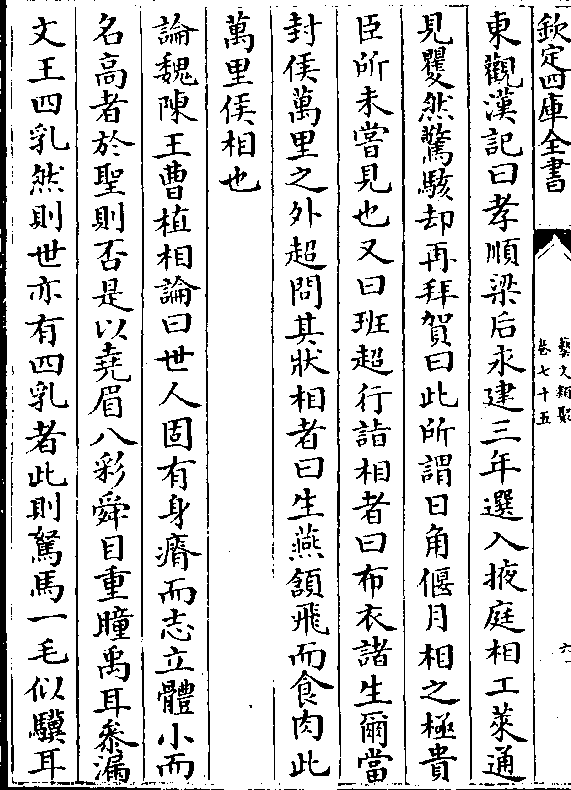 欽定四庫全書
藝文類聚
卷七十五
六
東觀漢記曰孝順梁后永建三年選入掖庭相工萊通
見矍然驚駭却再拜賀曰此所謂日角偃月相之極貴
臣所未嘗見也又曰班超行詣相者曰布衣諸生爾當
封侯萬里之外超問其狀相者曰生燕頷飛而食肉此
萬里侯相也
論魏陳王曹植相論曰世人固有身瘠而志立體小而
名高者於聖則否是以堯眉八彩舜目重瞳禹耳叅漏
文王四乳然則世亦有四乳者此則駑馬一毛似驥耳